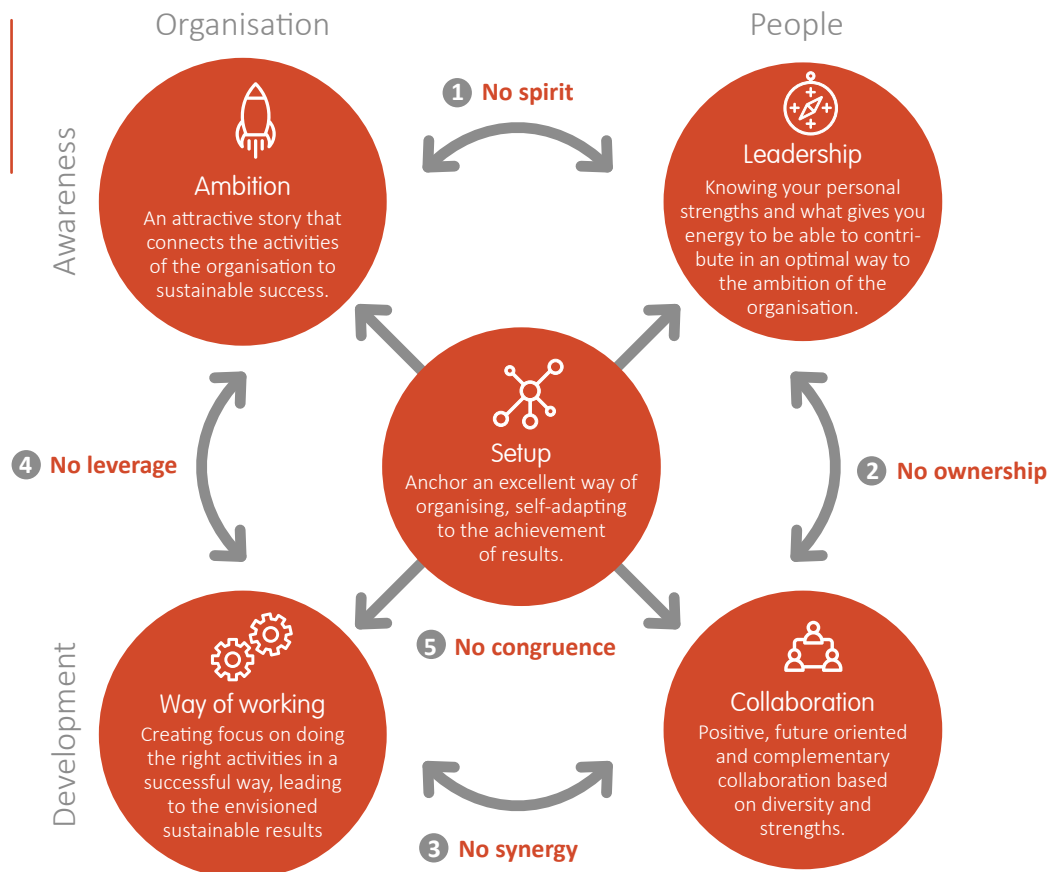 Organisation
People
Awareness
1 No spirit
Ambition
An attractive story that
connects the activities
of the organisation to
sustainable success.
Leadership
Knowing your personal
strengths and what gives you
energy to be able to contri-
bute in an optimal way to
the ambition of the
organisation.
4 No leverage
Setup
Anchor an excellent way of
organising, self-adapting
to the achievement
of results.
2 No ownership
Development
5 No congruence
Way of working
Creating focus on doing
the right activities in a
successful way, leading
to the envisioned
sustainable results
Collaboration
Positive, future oriented
and complementary
collaboration based
on diversity and
strengths.
3 No synergy